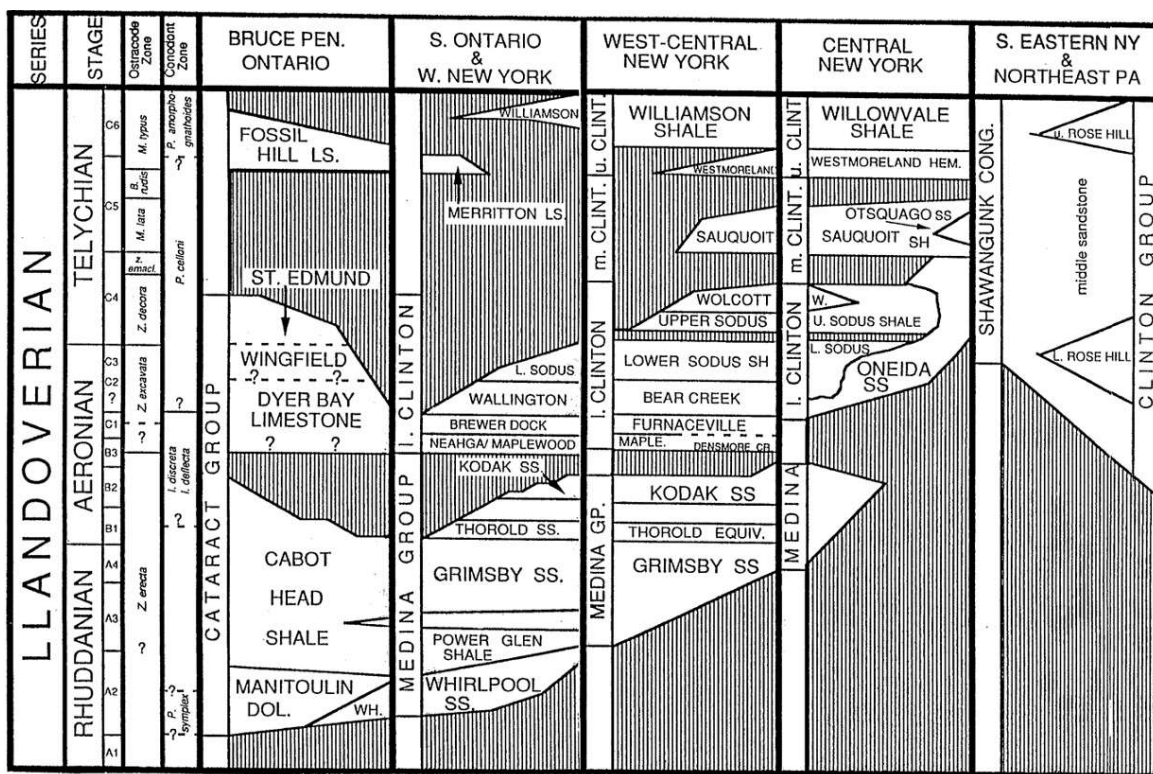 SERIES
STAGE
Ostracode
Zone
Conodont
Zone
BRUCE PEN.
ONTARIO
S. ONTARIO
&
W. NEW YORK
WEST-CENTRAL
NEW YORK
CENTRAL
NEW YORK
S. EASTERN NY
&
NORTHEAST PA
LLANDOVERIAN
TELYCHIAN
AERONIAN
RHUDDANIAN
C6
C5
C4
C3
C2
?
C1
B3
B2
B1
A4
A3
A2
A1
M. typus
B.
rudis
M. lata
z.
emaci.
Z. decora
Z. excavata
?
Z. erecta
?
P. amorpho-
gnathoides
?
P. celloni
?
I. discreta
I. deflecta
?
-?-
P.
symplex
-?-
CATARACT GROUP
FOSSIL
HILL LS.
ST. EDMUND
WINGFIELD
? ?
DYER BAY
LIMESTONE
? ?
CABOT
HEAD
SHALE
MANITOULIN
DOL.
WH.
l. CLINTON
MEDINA GROUP
WILLIAMSON
MERRITTON LS.
L. SODUS
WALLINGTON
BREWER DOCK
NEAHGA/ MAPLEWOOD
KODAK SS.
THOROLD SS.
GRIMSBY SS.
POWER GLEN
SHALE
WHIRLPOOL
SS.
u. CLINT.
m. CLINT.
l. CLINTON
MEDINA GP.
WILLIAMSON
SHALE
WESTMORELAND
SAUQUOIT
WOLCOTT
UPPER SODUS
LOWER SODUS SH
BEAR CREEK
FURNACEVILLE
MAPLE.
DENSMORE CR.
KODAK SS
THOROLD EQUIV.
GRIMSBY SS
u. CLINT
m. CLINT.
l. CLINTON
MEDINA
WILLOWVALE
SHALE
WESTMORELAND HEM.
OTSQUAGO SS
SAUQUOIT SH
W.
U. SODUS SHALE
L. SODUS
ONEIDA
SS
SHAWANGUNK CONG.
u. ROSE HILL
middle sandstone
L. ROSE HILL
CLINTON GROUP